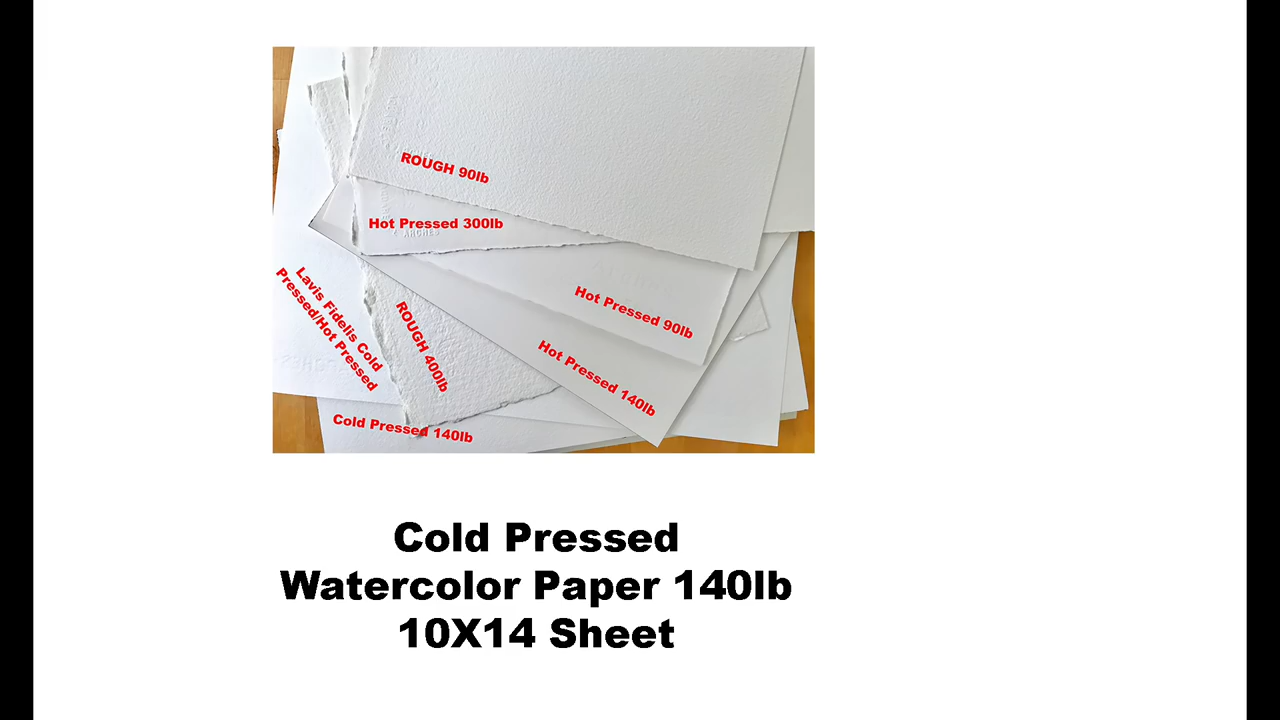 ROUGH 90lb
Hot Pressed 300lb
ARCHES
Hot Pressed 90lb
Lavis Fidelis Cold
Pressed/Hot Pressed
ROUGH 400lb
Hot Pressed 140lb
Cold Pressed 140lb
Cold Pressed
Watercolor Paper 140lb
10X14 Sheet